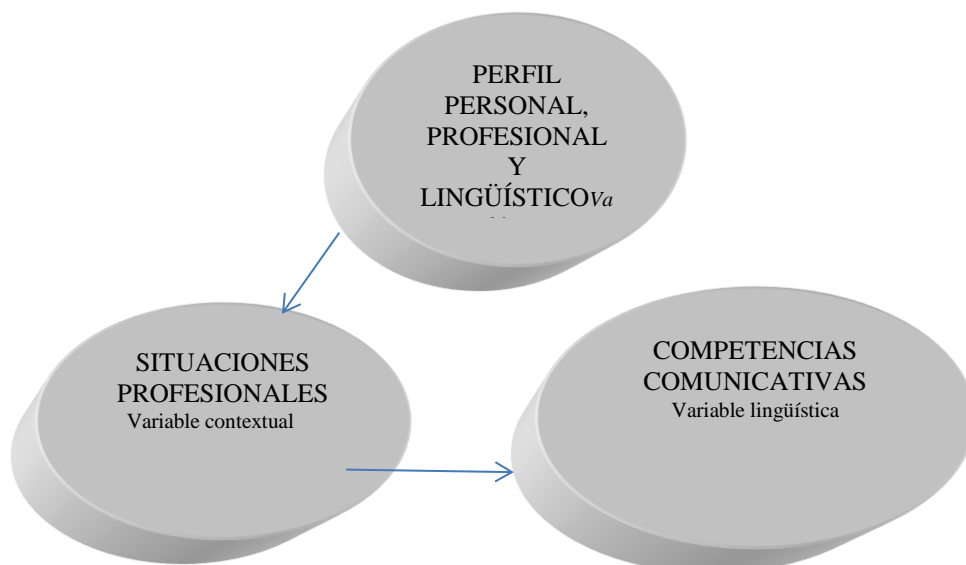 PERFIL
PERSONAL,
PROFESIONAL
Y
LINGÜÍSTICOVa
SITUACIONES
PROFESIONALES
Variable contextual
COMPETENCIAS
COMUNICATIVAS
Variable lingüística